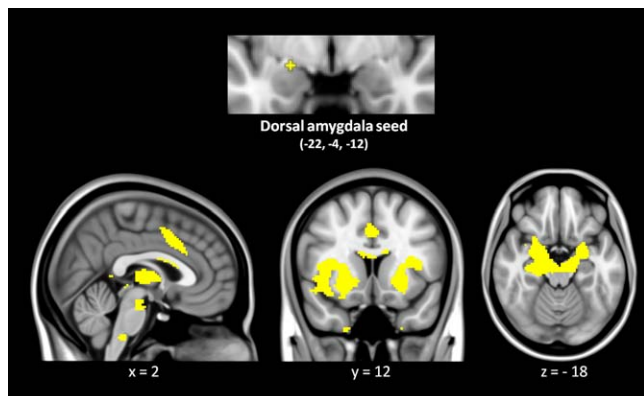 Dorsal amygdala seed
(-22, -4, -12)
x = 2
y = 12
z = - 18